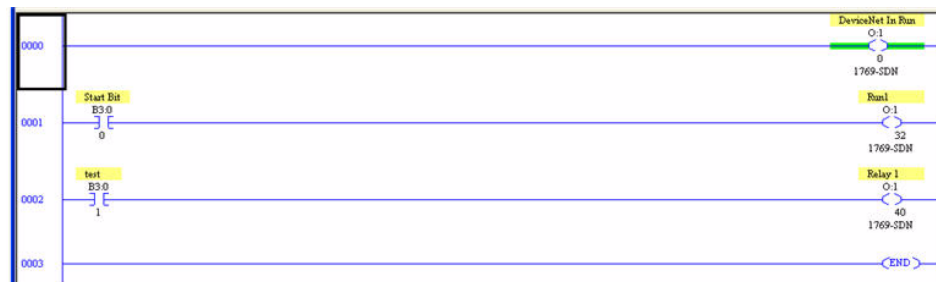 DeviceNet In Run
O:1
0000
0
1769-SDN
Start Bit
Run1
B3:0
O:1
0001
0
32
1769-SDN
test
Relay 1
B3:0
O:1
0002
1
40
1769-SDN
0003
END